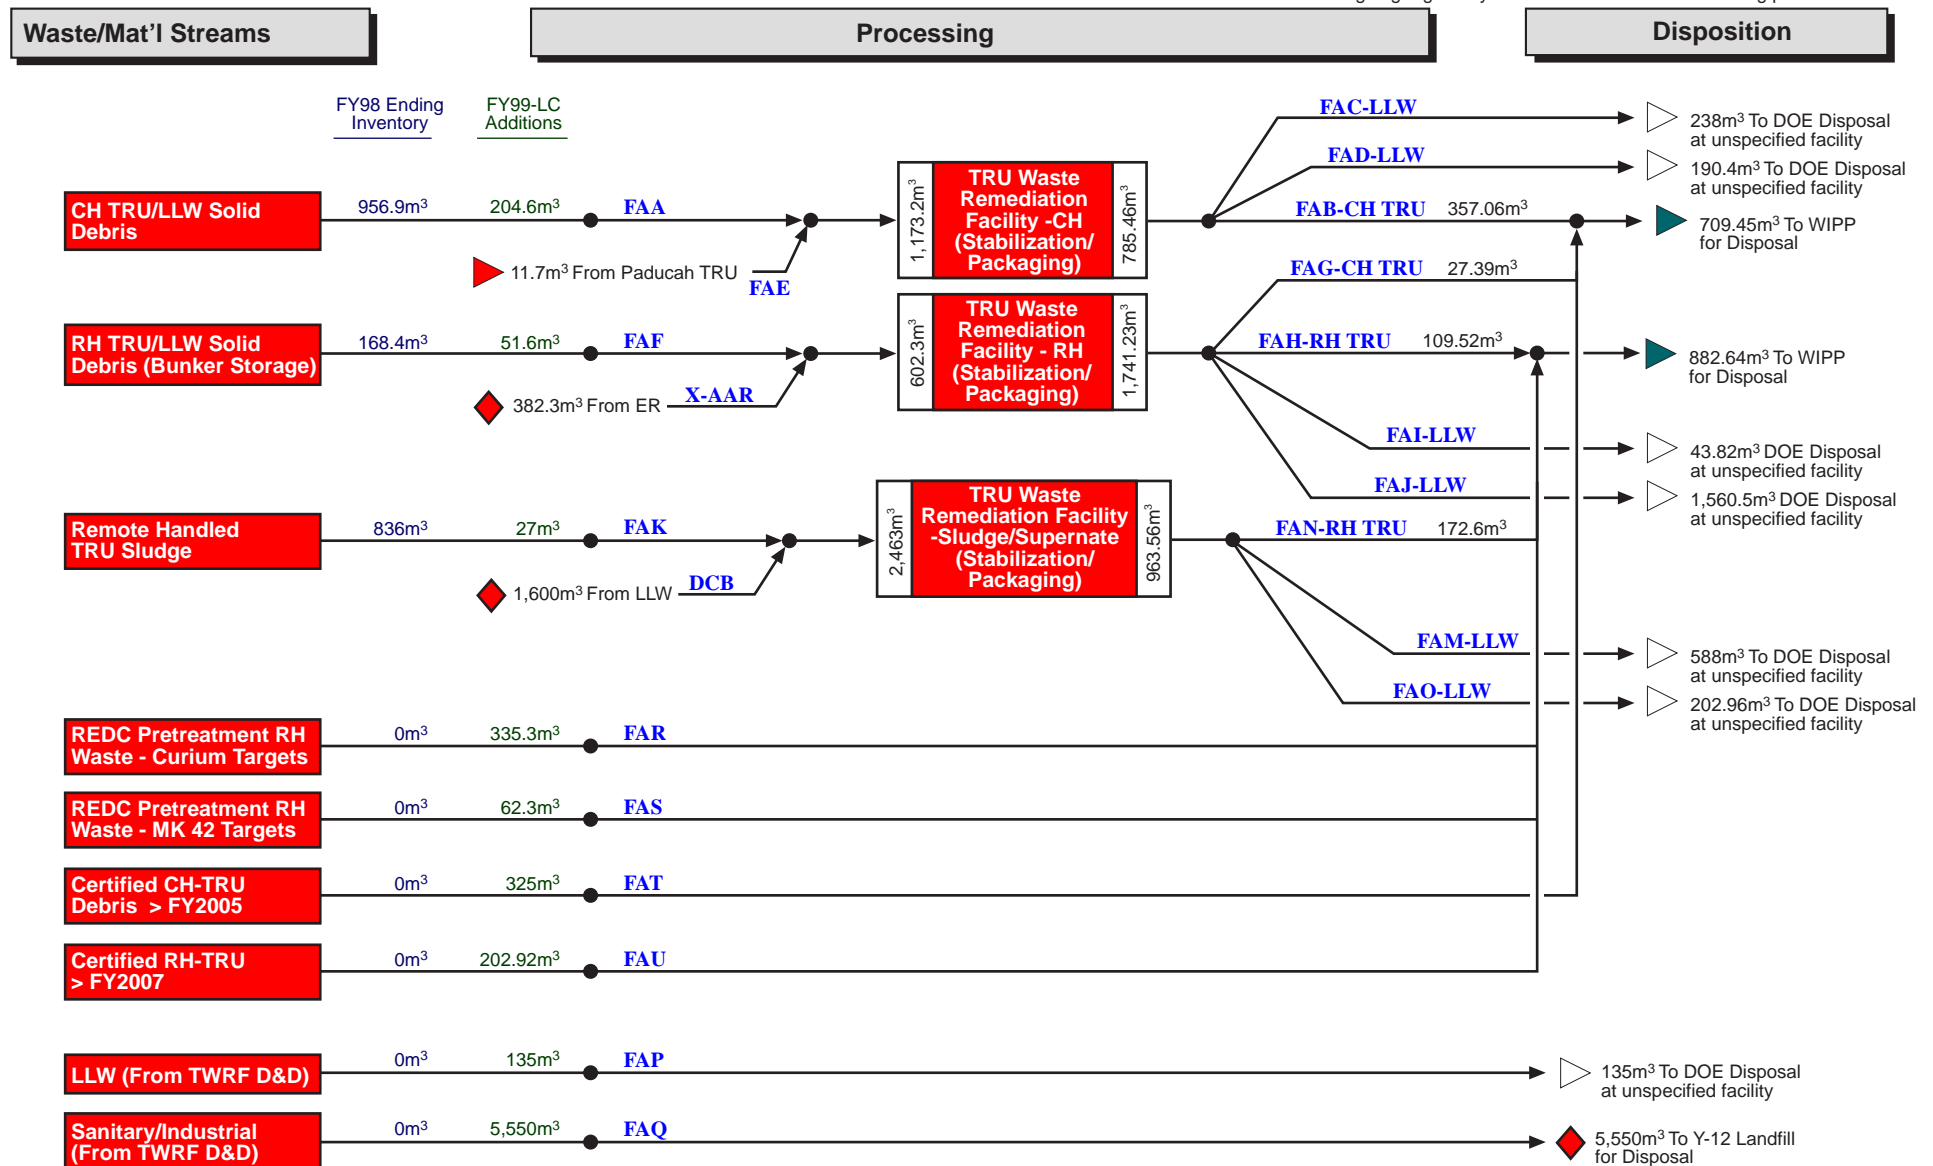 Waste/Mat'l Streams
Processing
Disposition
FY98 Ending
Inventory
FY99-LC
Additions
CH TRU/LLW Solid
Debris
956.9m³
204.6m³
FAA
11.7m³ From Paducah TRU
FAE
1,173.2m³
TRU Waste
Remediation
Facility -CH
(Stabilization/
Packaging)
785.46m³
FAC-LLW
238m³ To DOE Disposal
at unspecified facility
FAD-LLW
190.4m³ To DOE Disposal
at unspecified facility
FAB-CH TRU 357.06m³
709.45m³ To WIPP
for Disposal
RH TRU/LLW Solid
Debris (Bunker Storage)
168.4m³
51.6m³
FAF
382.3m³ From ER
X-AAR
602.3m³
TRU Waste
Remediation
Facility - RH
(Stabilization/
Packaging)
1,741.23m³
FAG-CH TRU 27.39m³
FAH-RH TRU 109.52m³
882.64m³ To WIPP
for Disposal
FAI-LLW
43.82m³ DOE Disposal
at unspecified facility
FAJ-LLW
1,560.5m³ DOE Disposal
at unspecified facility
Remote Handled
TRU Sludge
836m³
27m³
FAK
1,600m³ From LLW
DCB
2,463m³
TRU Waste
Remediation Facility
-Sludge/Supernate
(Stabilization/
Packaging)
963.56m³
FAN-RH TRU 172.6m³
FAM-LLW
588m³ To DOE Disposal
at unspecified facility
FAO-LLW
202.96m³ To DOE Disposal
at unspecified facility
REDC Pretreatment RH
Waste - Curium Targets
0m³
335.3m³
FAR
REDC Pretreatment RH
Waste - MK 42 Targets
0m³
62.3m³
FAS
Certified CH-TRU
Debris > FY2005
0m³
325m³
FAT
Certified RH-TRU
> FY2007
0m³
202.92m³
FAU
LLW (From TWRF D&D)
0m³
135m³
FAP
135m³ To DOE Disposal
at unspecified facility
Sanitary/Industrial
(From TWRF D&D)
0m³
5,550m³
FAQ
5,550m³ To Y-12 Landfill
for Disposal